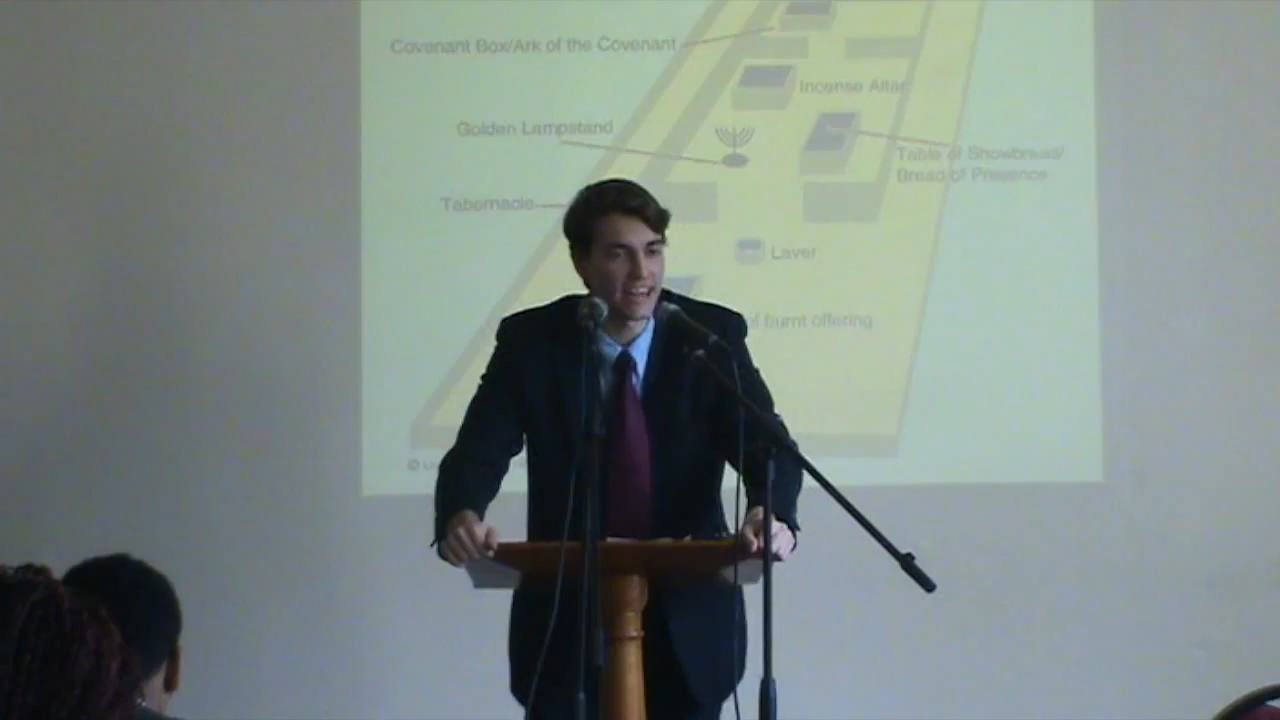 Covenant Box/Ark of the Covenant
Incense Altar
Golden Lampstand
Table of Showbread/
Bread of Presence
Tabernacle
Laver
of burnt offering
©